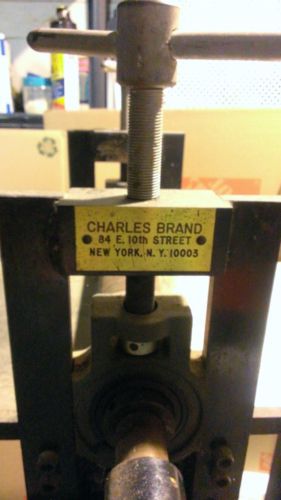 CHARLES BRAND
84 E. 10th STREET
NEW YORK, N.Y. 10003